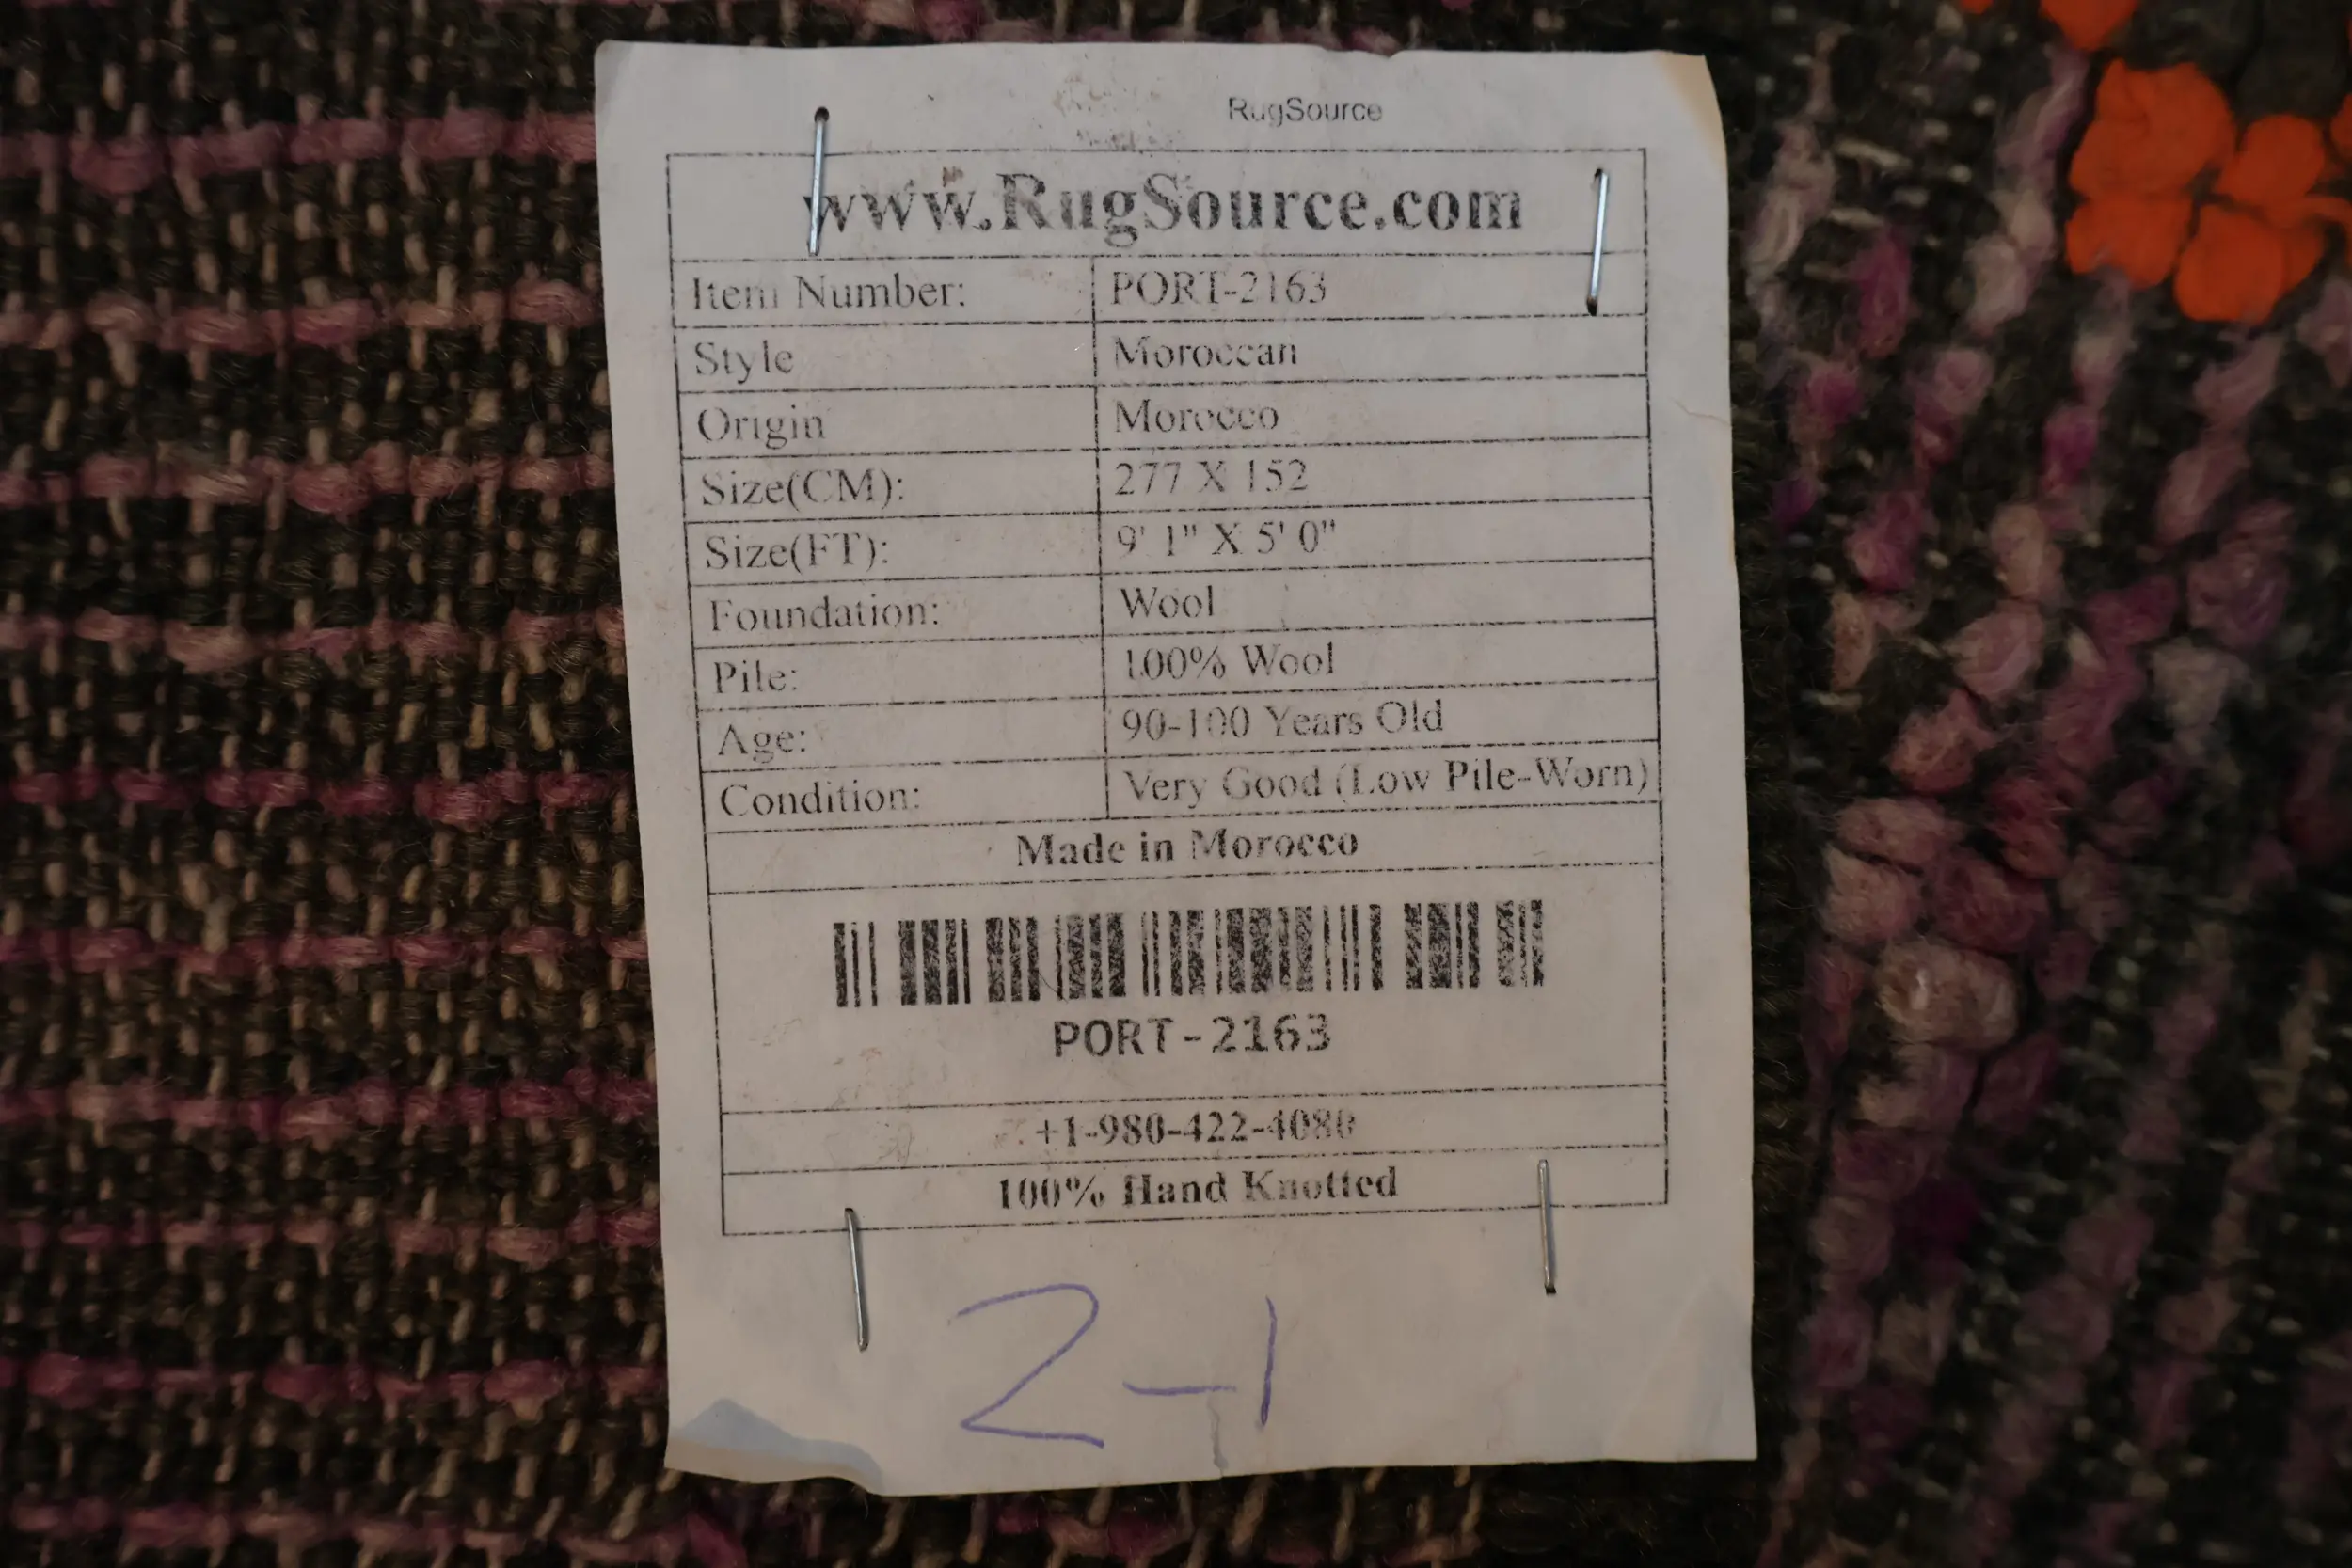 RugSource
www.RugSource.com
Item Number: PORT-2163
Style Moroccan
Origin Morocco
Size(CM): 277 X 152
Size(FT): 9' 1" X 5' 0"
Foundation: Wool
Pile: 100% Wool
Age: 90-100 Years Old
Condition: Very Good (Low Pile-Worn)
Made in Morocco
PORT-2163
+1-980-422-4080
100% Hand Knotted
2-1